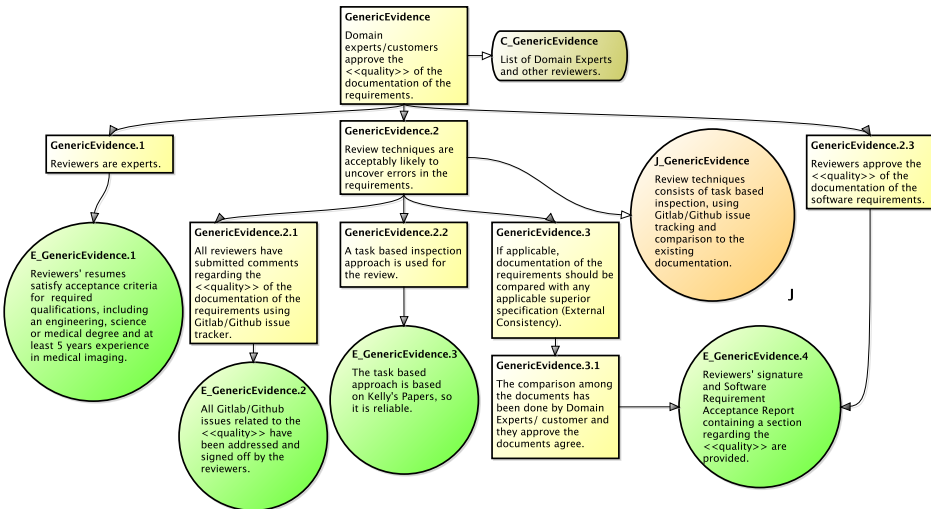 GenericEvidence
Domain
experts/customers
approve the
<<quality>> of the
documentation of the
requirements.
C_GenericEvidence
List of Domain Experts
and other reviewers.
GenericEvidence.1
Reviewers are experts.
GenericEvidence.2
Review techniques are
acceptably likely to
uncover errors in the
requirements.
J_GenericEvidence
Review techniques
consists of task based
inspection, using
Gitlab/Github issue
tracking and
comparison to the
existing
documentation.
J
GenericEvidence.2.3
Reviewers approve the
<<quality>> of the
documentation of the
software requirements.
E_GenericEvidence.1
Reviewers' resumes
satisfy acceptance criteria
for  required
qualifications, including
an engineering, science
or medical degree and at
least 5 years experience
in medical imaging.
GenericEvidence.2.1
All reviewers have
submitted comments
regarding the
<<quality>> of the
documentation of the
requirements using
Gitlab/Github issue
tracker.
GenericEvidence.2.2
A task based inspection
approach is used for
the review.
GenericEvidence.3
If applicable,
documentation of the
requirements should be
compared with any
applicable superior
specification (External
Consistency).
E_GenericEvidence.2
All Gitlab/Github
issues related to the
<<quality>> have
been addressed and
signed off by the
reviewers.
E_GenericEvidence.3
The task based
approach is based
on Kelly's Papers, so
it is reliable.
GenericEvidence.3.1
The comparison among
the documents has
been done by Domain
Experts/ customer and
they approve the
documents agree.
E_GenericEvidence.4
Reviewers' signature
and Software
Requirement
Acceptance Report
containing a section
regarding the
<<quality>> are
provided.